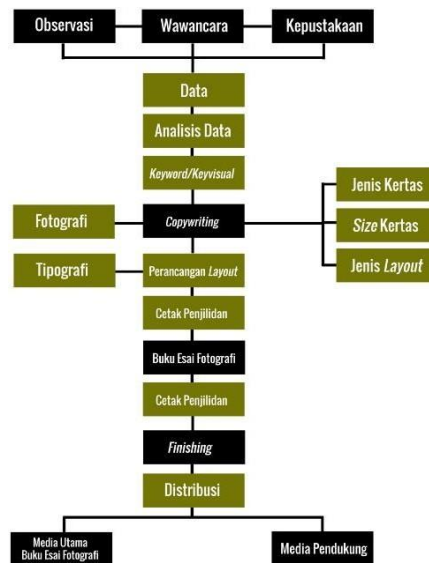 Observasi
Wawancara
Kepustakaan
Data
Analisis Data
Keyword/Keyvisual
Jenis Kertas
Fotografi
Copywriting
Size Kertas
Tipografi
Perancangan Layout
Jenis Layout
Cetak Penjilidan
Buku Esai Fotografi
Cetak Penjilidan
Finishing
Distribusi
Media Utama
Buku Esai Fotografi
Media Pendukung